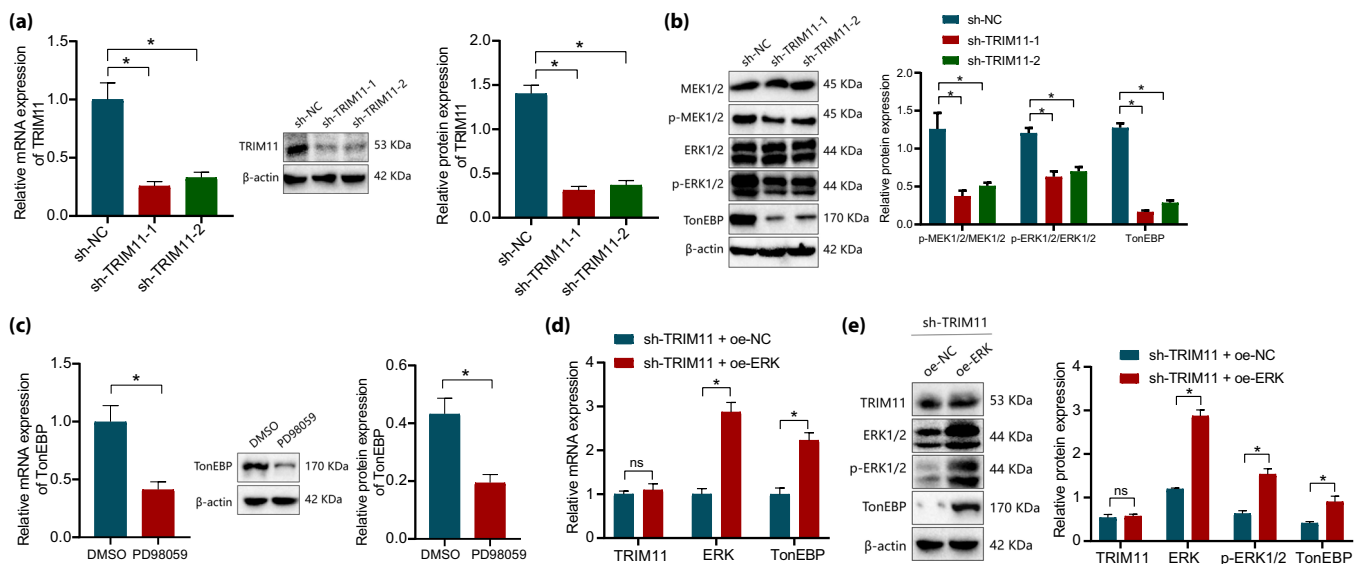 (a)
Relative mRNA expression
of TRIM11
1.5
1.0
0.5
0.0
*
*
sh-NC
sh-TRIM11-1
sh-TRIM11-2
sh-NC
sh-TRIM11-1
sh-TRIM11-2
TRIM11
53 KDa
β-actin
42 KDa
Relative protein expression
of TRIM11
2.0
1.5
1.0
0.5
0.0
*
*
sh-NC
sh-TRIM11-1
sh-TRIM11-2
(b)
sh-NC
sh-TRIM11-1
sh-TRIM11-2
MEK1/2
45 KDa
p-MEK1/2
45 KDa
ERK1/2
44 KDa
p-ERK1/2
44 KDa
TonEBP
170 KDa
β-actin
42 KDa
sh-NC
sh-TRIM11-1
sh-TRIM11-2
Relative protein expression
2.0
1.5
1.0
0.5
0.0
*
*
*
*
*
*
p-MEK1/2/MEK1/2
p-ERK1/2/ERK1/2
TonEBP
(c)
Relative mRNA expression
of TonEBP
1.5
1.0
0.5
0.0
*
DMSO
PD98059
DMSO
PD98059
TonEBP
170 KDa
β-actin
42 KDa
Relative protein expression
of TonEBP
0.6
0.4
0.2
0.0
*
DMSO
PD98059
(d)
sh-TRIM11 + oe-NC
sh-TRIM11 + oe-ERK
Relative mRNA expression
4
3
2
1
0
ns
*
*
TRIM11
ERK
TonEBP
(e)
sh-TRIM11
oe-NC
oe-ERK
TRIM11
53 KDa
ERK1/2
44 KDa
p-ERK1/2
44 KDa
TonEBP
170 KDa
β-actin
42 KDa
sh-TRIM11 + oe-NC
sh-TRIM11 + oe-ERK
Relative protein expression
4
3
2
1
0
ns
*
*
*
TRIM11
ERK
p-ERK1/2
TonEBP